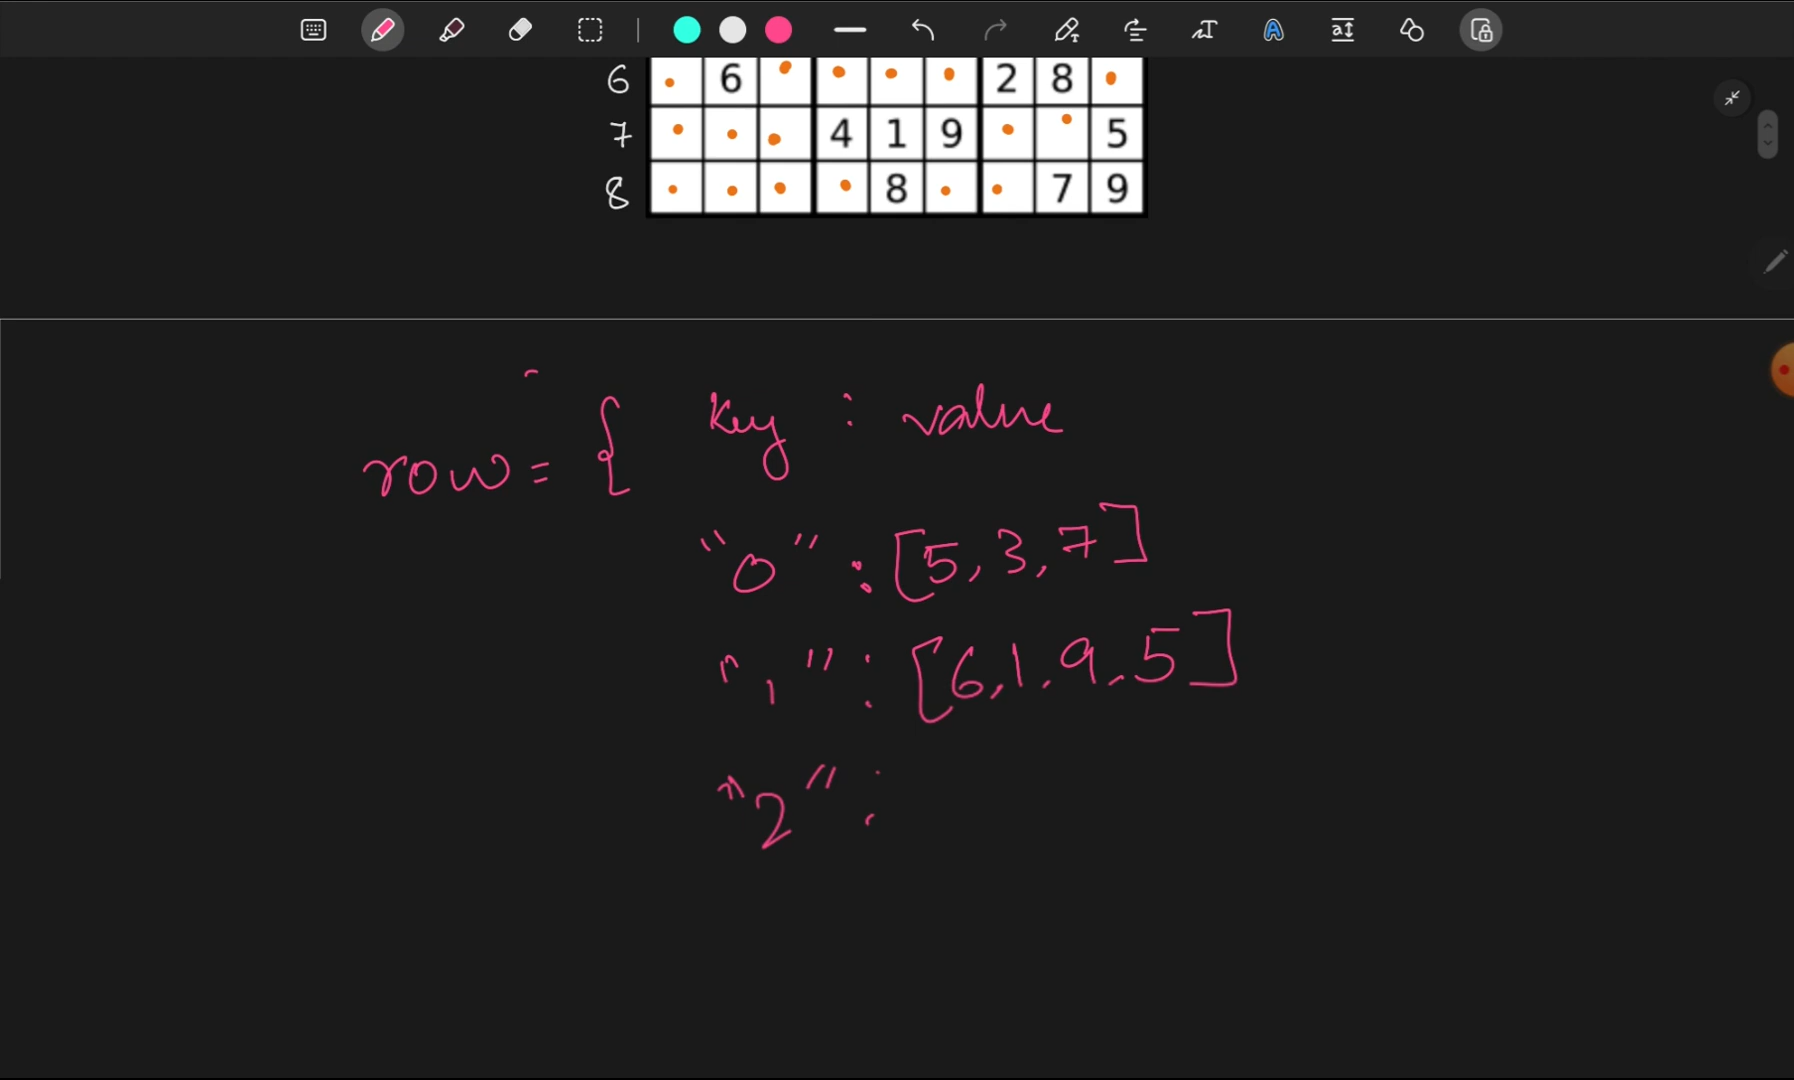 6 . 6 . . . . 2 8 .
7 . . . 4 1 9 . . 5
8 . . . . 8 . . 7 9
row = { key : value
"0" : [5, 3, 7]
"1" : [6, 1, 9, 5]
"2" :